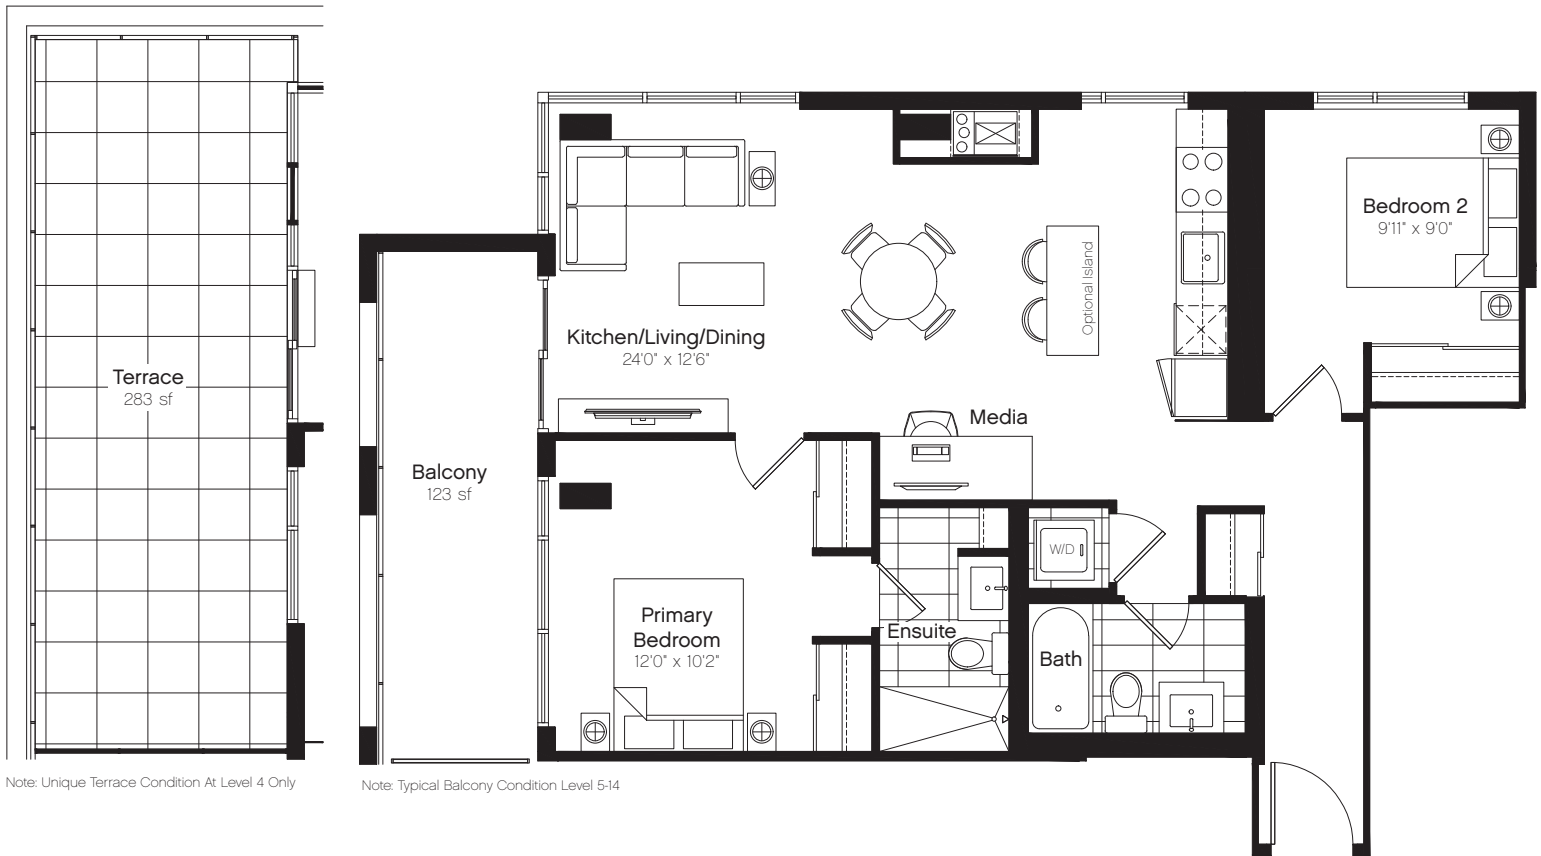 Terrace
283 sf
Note: Unique Terrace Condition At Level 4 Only
Balcony
123 sf
Note: Typical Balcony Condition Level 5-14
Kitchen/Living/Dining
24'0" x 12'6"
Optional Island
Media
Bedroom 2
9'11" x 9'0"
Primary
Bedroom
12'0" x 10'2"
Ensuite
W/D
Bath